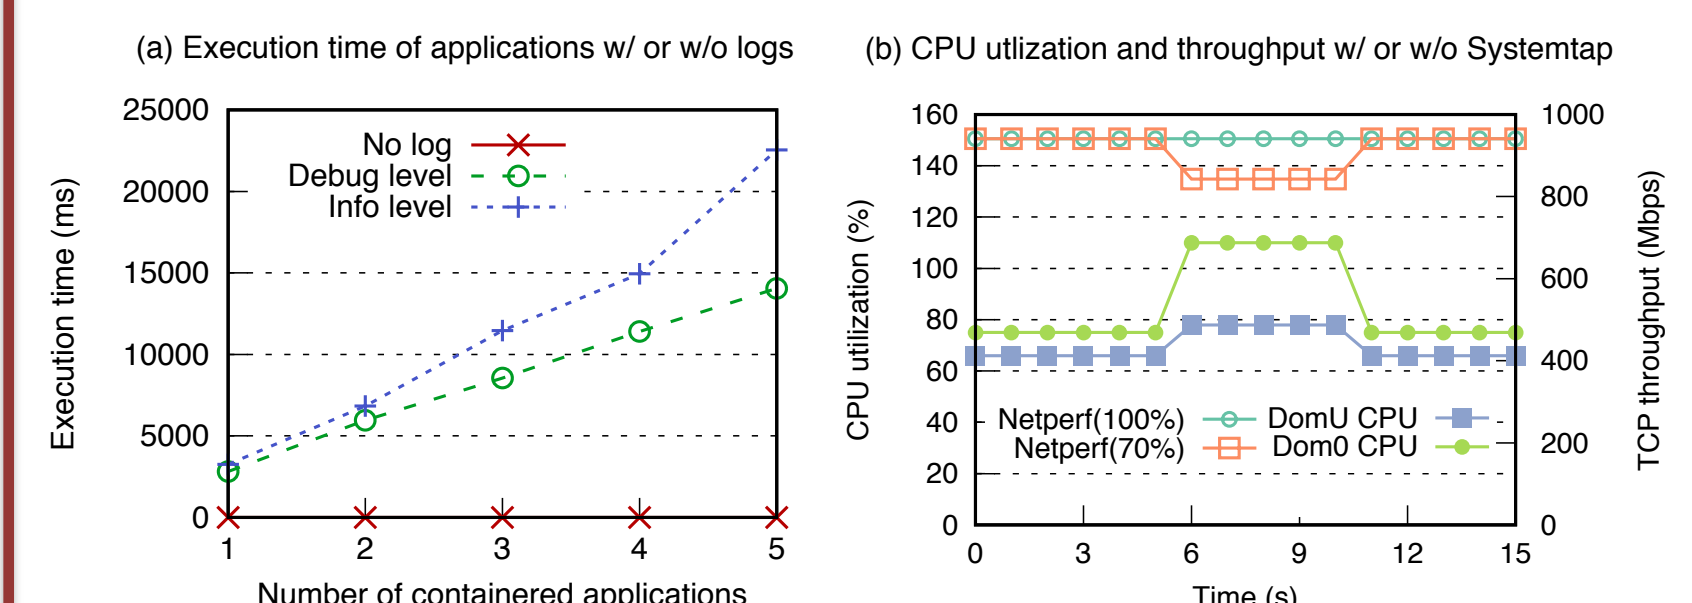 (a) Execution time of applications w/ or w/o logs
25000
20000
15000
10000
5000
0
Execution time (ms)
No log
Debug level
Info level
1 2 3 4 5
Number of containered applications
(b) CPU utlization and throughput w/ or w/o Systemtap
160
140
120
100
80
60
40
20
0
CPU utilization (%)
Netperf(100%) DomU CPU
Netperf(70%) Dom0 CPU
1000
800
600
400
200
0
TCP throughput (Mbps)
0 3 6 9 12 15
Time (s)